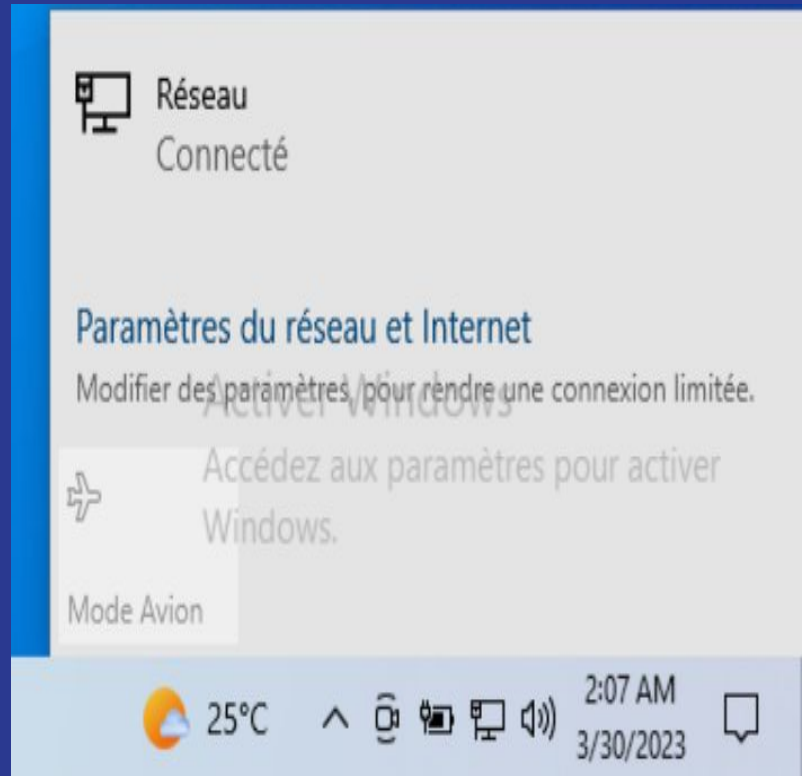 Réseau
Connecté
Paramètres du réseau et Internet
Modifier des paramètres, pour rendre une connexion limitée.
Activer Windows
Accédez aux paramètres pour activer
Windows.
Mode Avion
25°C
2:07 AM
3/30/2023